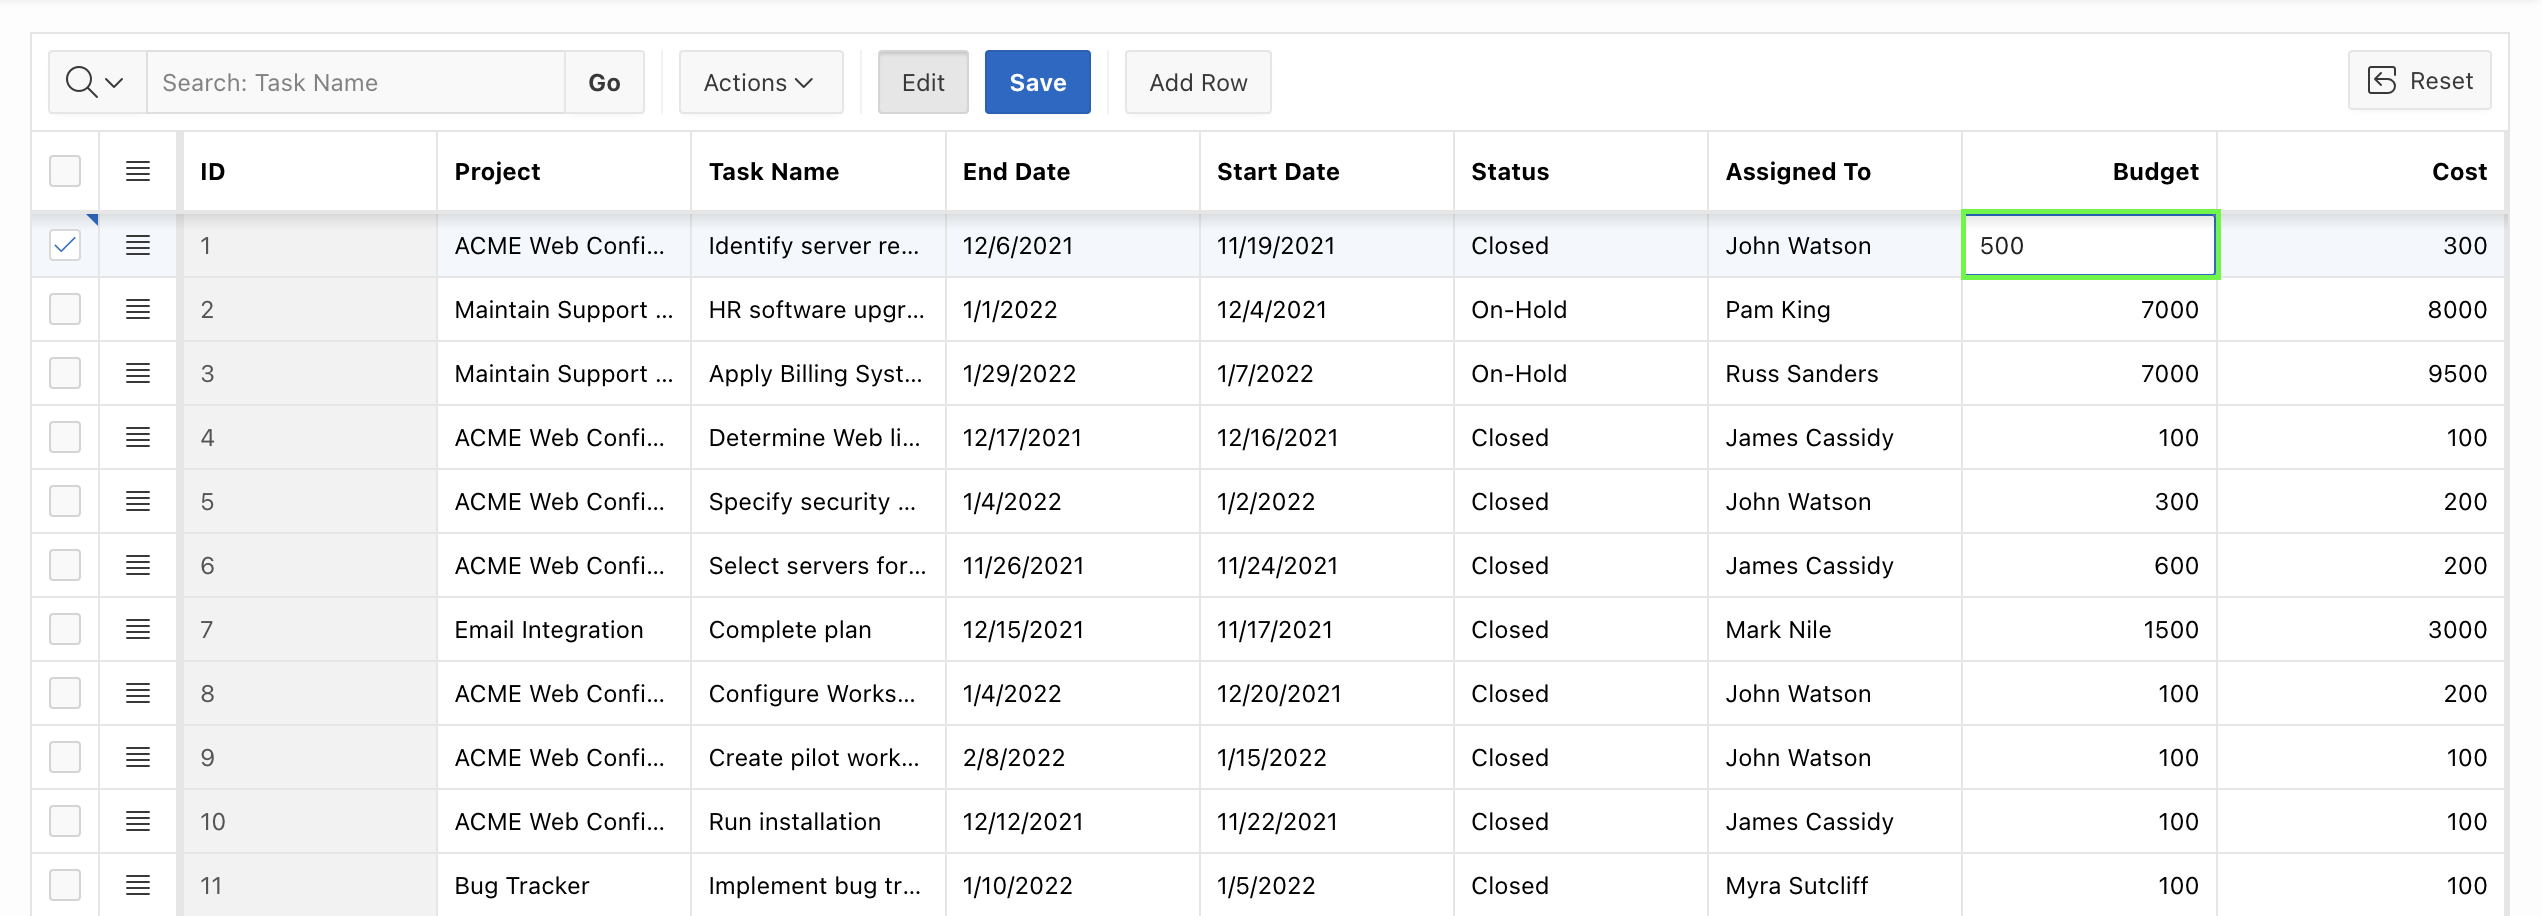 Search: Task Name Go Actions Edit Save Add Row Reset
ID Project Task Name End Date Start Date Status Assigned To Budget Cost
1 ACME Web Confi... Identify server re... 12/6/2021 11/19/2021 Closed John Watson 500 300
2 Maintain Support ... HR software upgr... 1/1/2022 12/4/2021 On-Hold Pam King 7000 8000
3 Maintain Support ... Apply Billing Syst... 1/29/2022 1/7/2022 On-Hold Russ Sanders 7000 9500
4 ACME Web Confi... Determine Web li... 12/17/2021 12/16/2021 Closed James Cassidy 100 100
5 ACME Web Confi... Specify security ... 1/4/2022 1/2/2022 Closed John Watson 300 200
6 ACME Web Confi... Select servers for... 11/26/2021 11/24/2021 Closed James Cassidy 600 200
7 Email Integration Complete plan 12/15/2021 11/17/2021 Closed Mark Nile 1500 3000
8 ACME Web Confi... Configure Works... 1/4/2022 12/20/2021 Closed John Watson 100 200
9 ACME Web Confi... Create pilot work... 2/8/2022 1/15/2022 Closed John Watson 100 100
10 ACME Web Confi... Run installation 12/12/2021 11/22/2021 Closed James Cassidy 100 100
11 Bug Tracker Implement bug tr... 1/10/2022 1/5/2022 Closed Myra Sutcliff 100 100